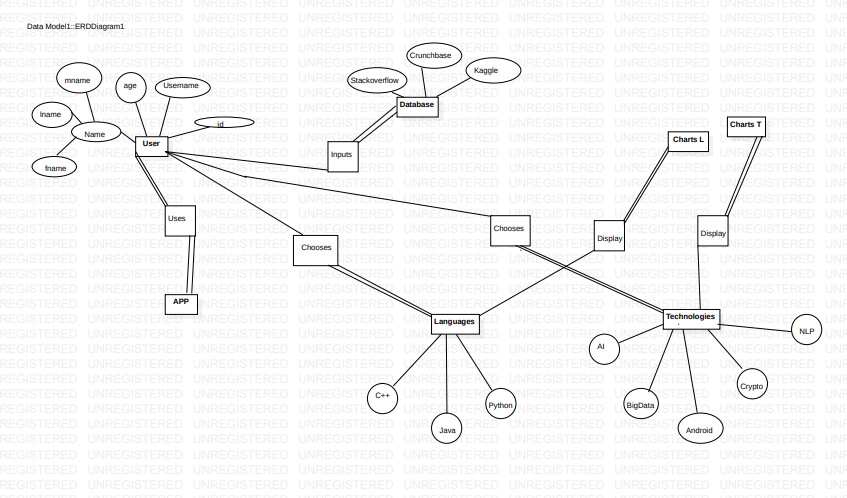 Data Model1::ERDDiagram1
Crunchbase
Stackoverflow
Kaggle
mname
age
Username
Database
lname
Name
id
Charts L
Charts T
User
fname
Inputs
Uses
Chooses
Chooses
Display
Display
APP
Languages
Technologies
AI
NLP
C++
Python
BigData
Crypto
Java
Android
UNREGISTERED